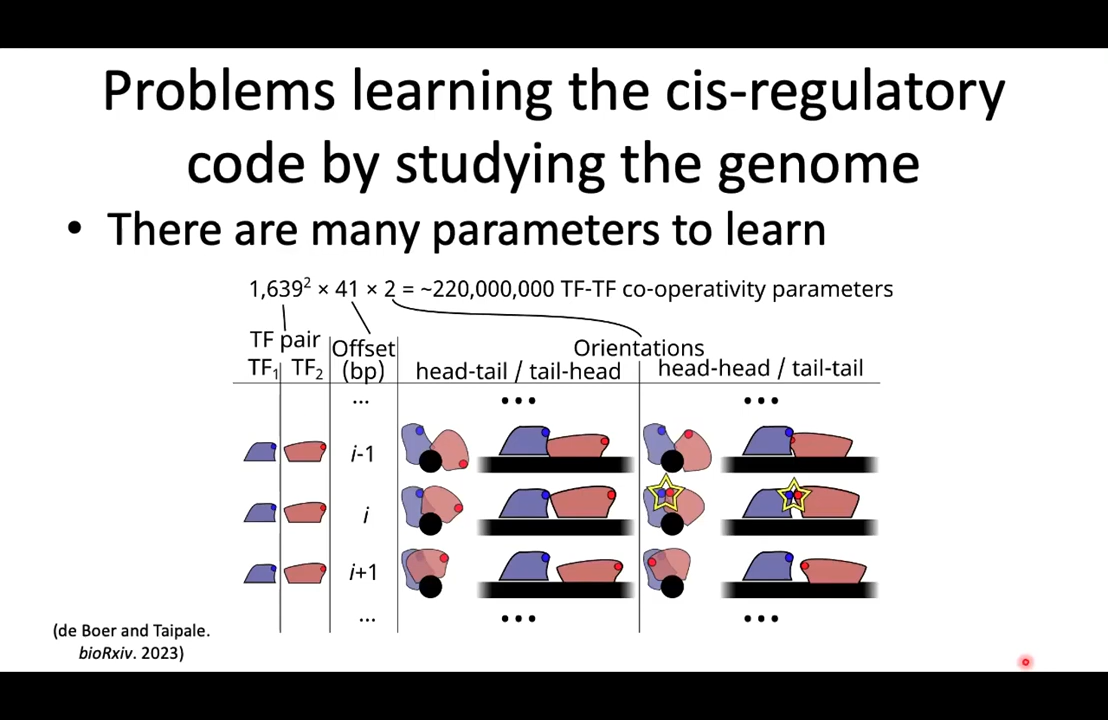 Problems learning the cis-regulatory
code by studying the genome
• There are many parameters to learn
1,639² × 41 × 2 = ~220,000,000 TF-TF co-operativity parameters
TF pair
Offset
(bp)
Orientations
TF₁ TF₂
head-tail / tail-head
head-head / tail-tail
... ... ...
i-1
i
i+1
... ... ...
(de Boer and Taipale.
bioRxiv. 2023)